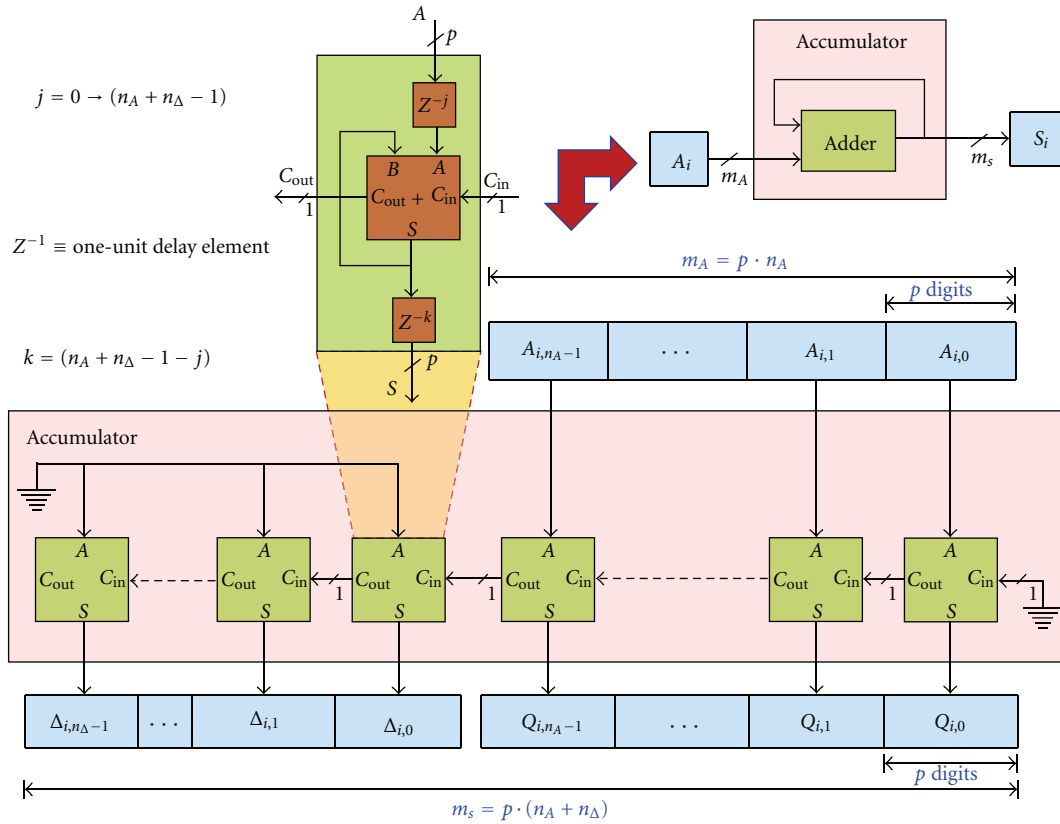 A
p
j = 0 → (n_A + n_Δ − 1)
Z^{−j}
B A
C_out C_out + C_in C_in
1 1
S
Z^{−1} ≡ one-unit delay element
Z^{−k}
k = (n_A + n_Δ − 1 − j)
p
S
Accumulator
A_i
m_A
Adder
m_s
S_i
m_A = p · n_A
p digits
A_{i,n_A−1} · · · A_{i,1} A_{i,0}
Accumulator
A A A A A A
C_out C_in C_out C_in C_out C_in C_out C_in C_out C_in C_out C_in
1 1 1 1
S S S S S S
Δ_{i,n_Δ−1} · · · Δ_{i,1} Δ_{i,0} Q_{i,n_A−1} · · · Q_{i,1} Q_{i,0}
p digits
m_s = p · (n_A + n_Δ)